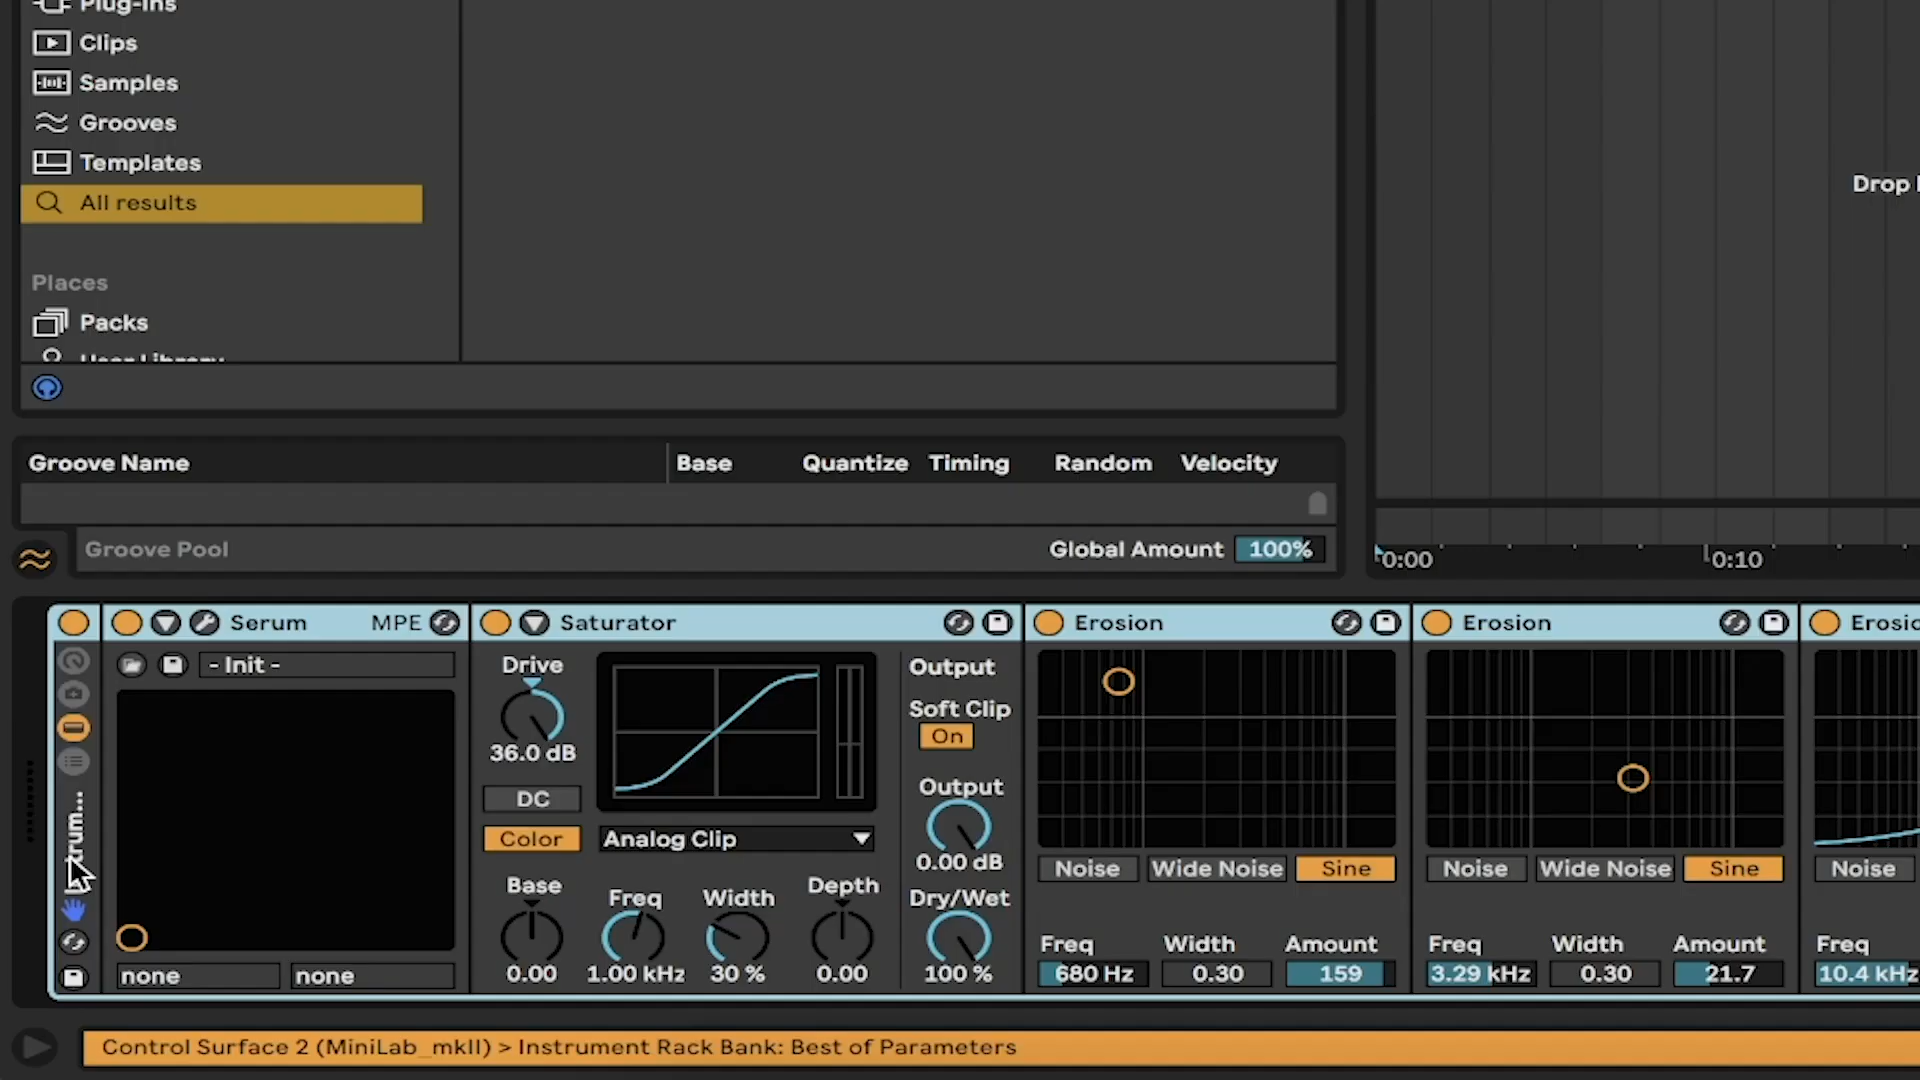 Plug-Ins
Clips
Samples
Grooves
Templates
All results
Places
Packs
User Library
Drop
Groove Name Base Quantize Timing Random Velocity
Groove Pool Global Amount 100%
0:00 0:10
Serum MPE
- Init -
none none
Saturator
Drive
36.0 dB
DC
Color
Analog Clip
Base Freq Width Depth
0.00 1.00 kHz 30 % 0.00
Output
Soft Clip
On
Output
0.00 dB
Dry/Wet
100 %
Erosion
Noise Wide Noise Sine
Freq Width Amount
680 Hz 0.30 159
Erosion
Noise Wide Noise Sine
Freq Width Amount
3.29 kHz 0.30 21.7
Noise
Freq
10.4 kHz
Control Surface 2 (MiniLab_mkII) > Instrument Rack Bank: Best of Parameters